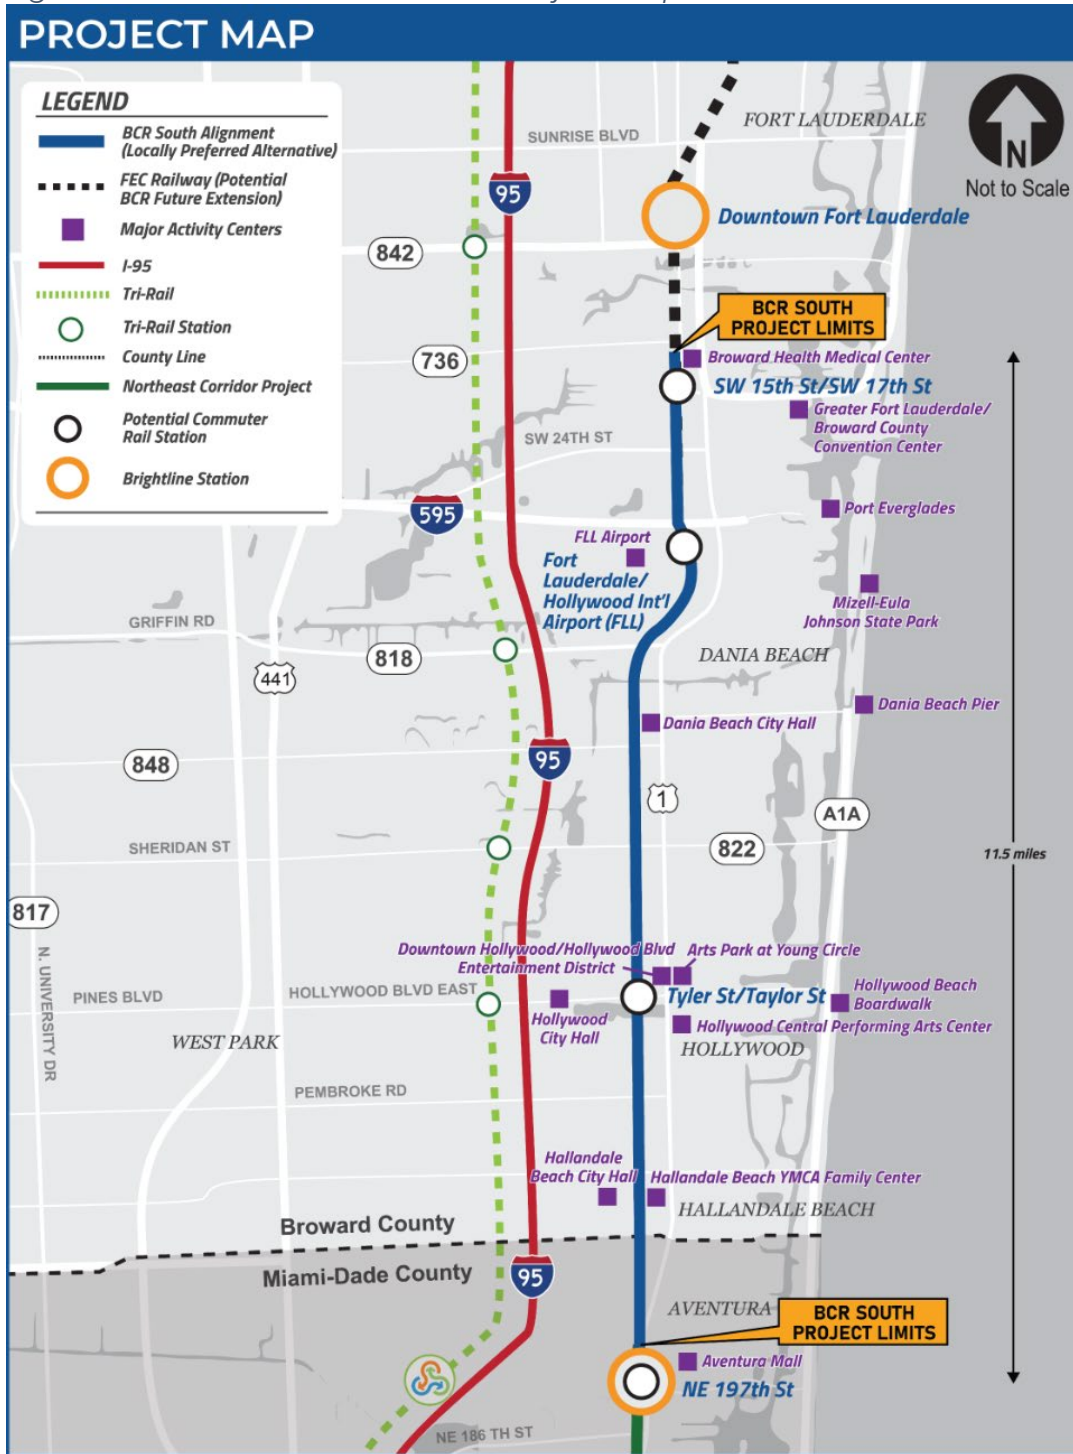 PROJECT MAP
LEGEND
BCR South Alignment
(Locally Preferred Alternative)
FEC Railway (Potential
BCR Future Extension)
Major Activity Centers
I-95
Tri-Rail
Tri-Rail Station
County Line
Northeast Corridor Project
Potential Commuter
Rail Station
Brightline Station
SUNRISE BLVD
FORT LAUDERDALE
N
Not to Scale
95
Downtown Fort Lauderdale
842
BCR SOUTH
PROJECT LIMITS
736
Broward Health Medical Center
SW 15th St/SW 17th St
Greater Fort Lauderdale/
Broward County
Convention Center
SW 24TH ST
595
Port Everglades
FLL Airport
Fort
Lauderdale/
Hollywood Int'l
Airport (FLL)
Mizell-Eula
Johnson State Park
GRIFFIN RD
818
441
DANIA BEACH
Dania Beach Pier
Dania Beach City Hall
848
95
1
A1A
SHERIDAN ST
822
11.5 miles
817
N. UNIVERSITY DR
Downtown Hollywood/Hollywood Blvd
Entertainment District
Arts Park at Young Circle
PINES BLVD
HOLLYWOOD BLVD EAST
Tyler St/Taylor St
Hollywood Beach
Boardwalk
Hollywood
City Hall
Hollywood Central Performing Arts Center
WEST PARK
HOLLYWOOD
PEMBROKE RD
Hallandale
Beach City Hall
Hallandale Beach YMCA Family Center
HALLANDALE BEACH
Broward County
Miami-Dade County
95
AVENTURA
BCR SOUTH
PROJECT LIMITS
Aventura Mall
NE 197th St
NE 186 TH ST